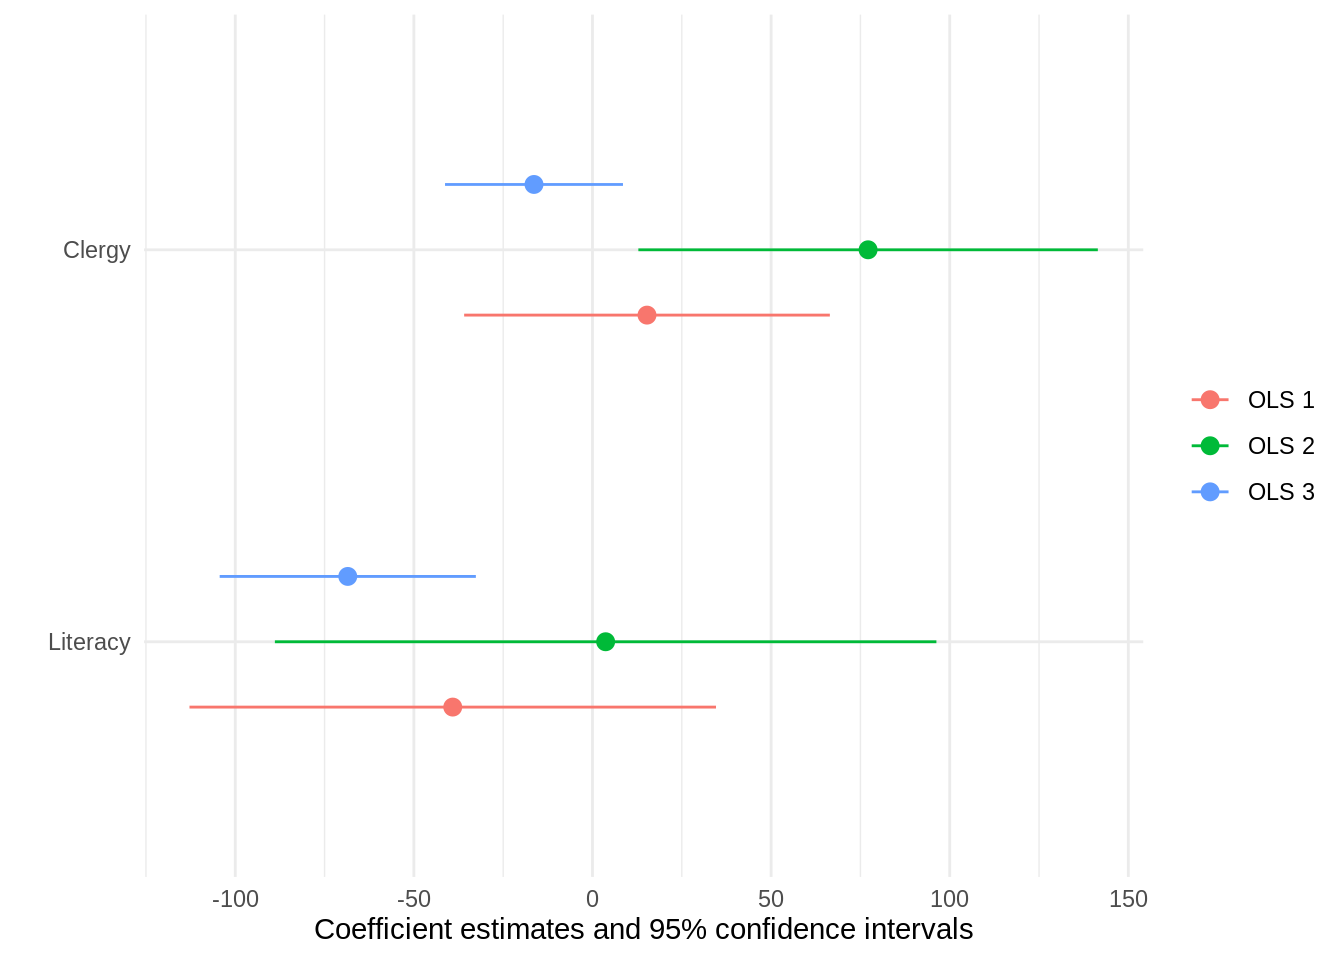 Clergy
Literacy
OLS 1
OLS 2
OLS 3
-100 -50 0 50 100 150
Coefficient estimates and 95% confidence intervals